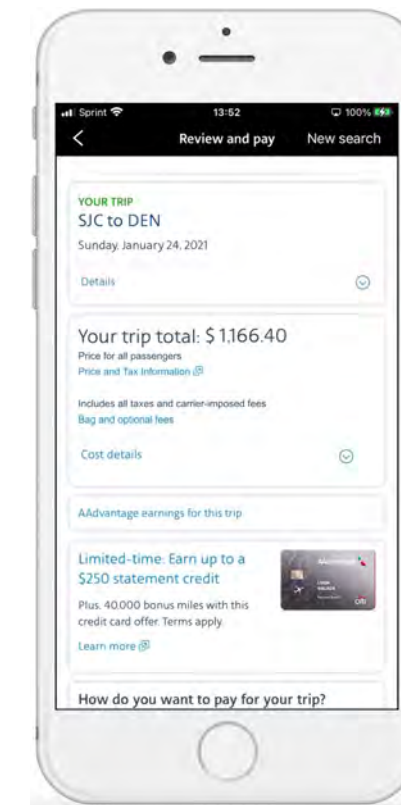 Sprint 13:52 100%
Review and pay New search
YOUR TRIP
SJC to DEN
Sunday, January 24, 2021
Details
Your trip total: $ 1,166.40
Price for all passengers
Price and Tax Information
Includes all taxes and carrier-imposed fees
Bag and optional fees
Cost details
AAdvantage earnings for this trip
Limited-time: Earn up to a
$250 statement credit
Plus, 40,000 bonus miles with this
credit card offer. Terms apply.
Learn more
AAdvantage
citi
How do you want to pay for your trip?